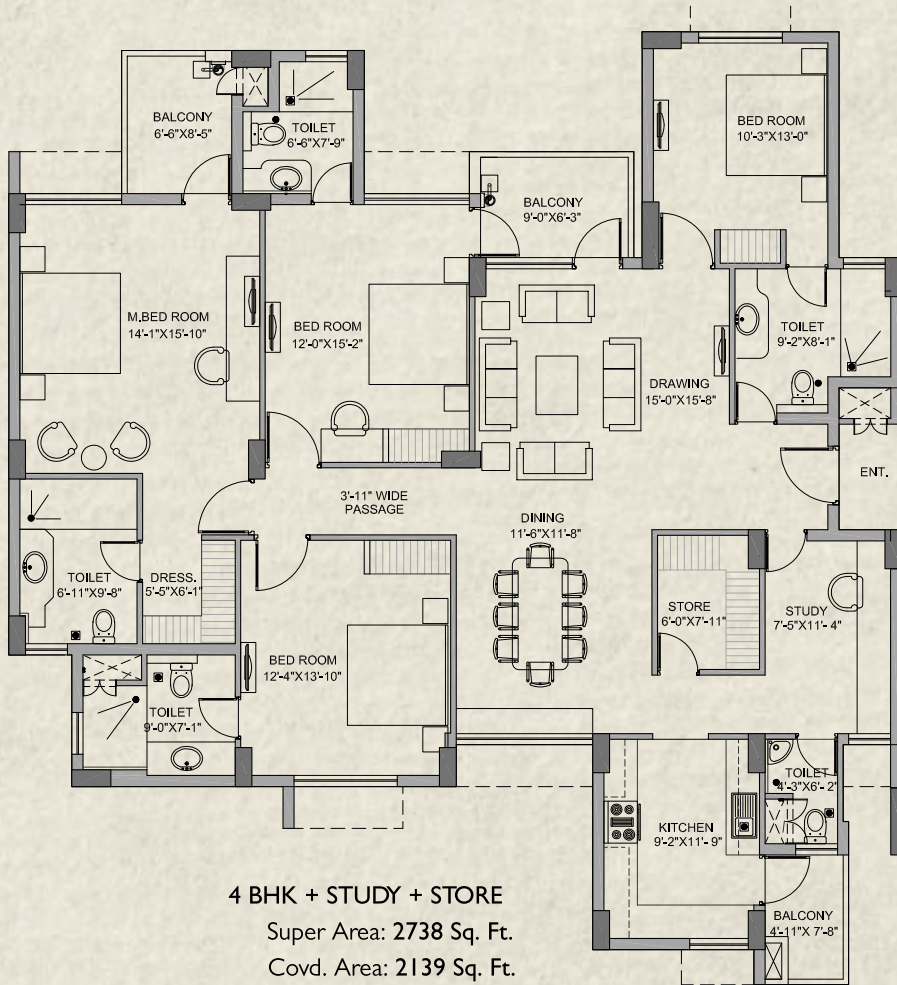 BALCONY
6'-6"X8'-5"
TOILET
6'-6"X7'-9"
BED ROOM
10'-3"X13'-0"
BALCONY
9'-0"X6'-3"
M.BED ROOM
14'-1"X15'-10"
BED ROOM
12'-0"X15'-2"
TOILET
9'-2"X8'-1"
DRAWING
15'-0"X15'-8"
ENT.
3'-11" WIDE
PASSAGE
DINING
11'-6"X11'-8"
TOILET
6'-11"X9'-8"
DRESS.
5'-5"X6'-1"
STORE
6'-0"X7'-11"
STUDY
7'-5"X11'- 4"
BED ROOM
12'-4"X13'-10"
TOILET
9'-0"X7'-1"
TOILET
4'-3"X6'- 2"
KITCHEN
9'-2"X11'- 9"
BALCONY
4'-11"X 7'-8"
4 BHK + STUDY + STORE
Super Area: 2738 Sq. Ft.
Covd. Area: 2139 Sq. Ft.